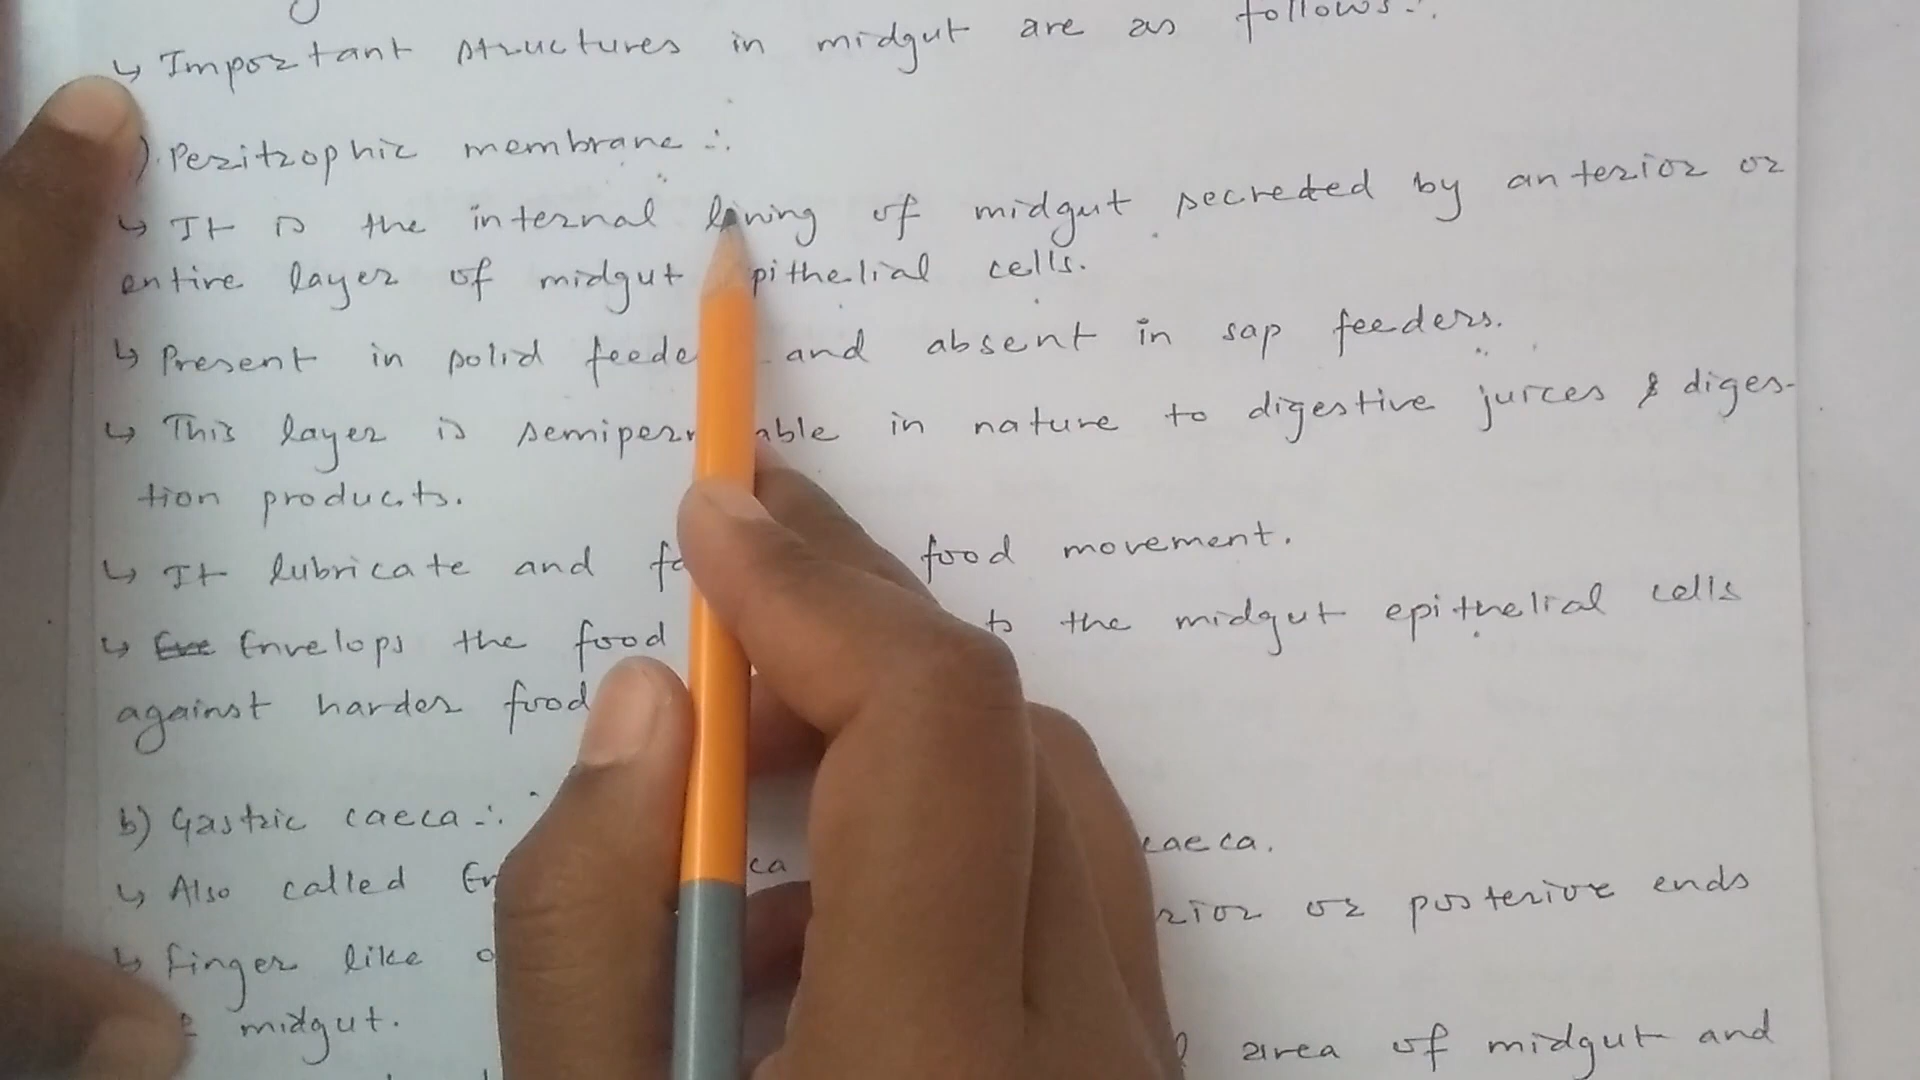 ↳ Important structures in midgut are as follows:.
). Peritrophic membrane :.
↳ It is the internal lining of midgut secreted by anterior or
entire layer of midgut pithelial cells.
↳ Present in solid feede and absent in sap feeders.
↳ This layer is semiper able in nature to digestive juices & diges-
tion products.
↳ It lubricate and food movement.
↳ Envelops the food to the midgut epithelial cells
against harder food
b) Gastric caeca :.
↳ Also called ca caeca.
↳ finger like rior or posterior ends
midgut.
area of midgut and